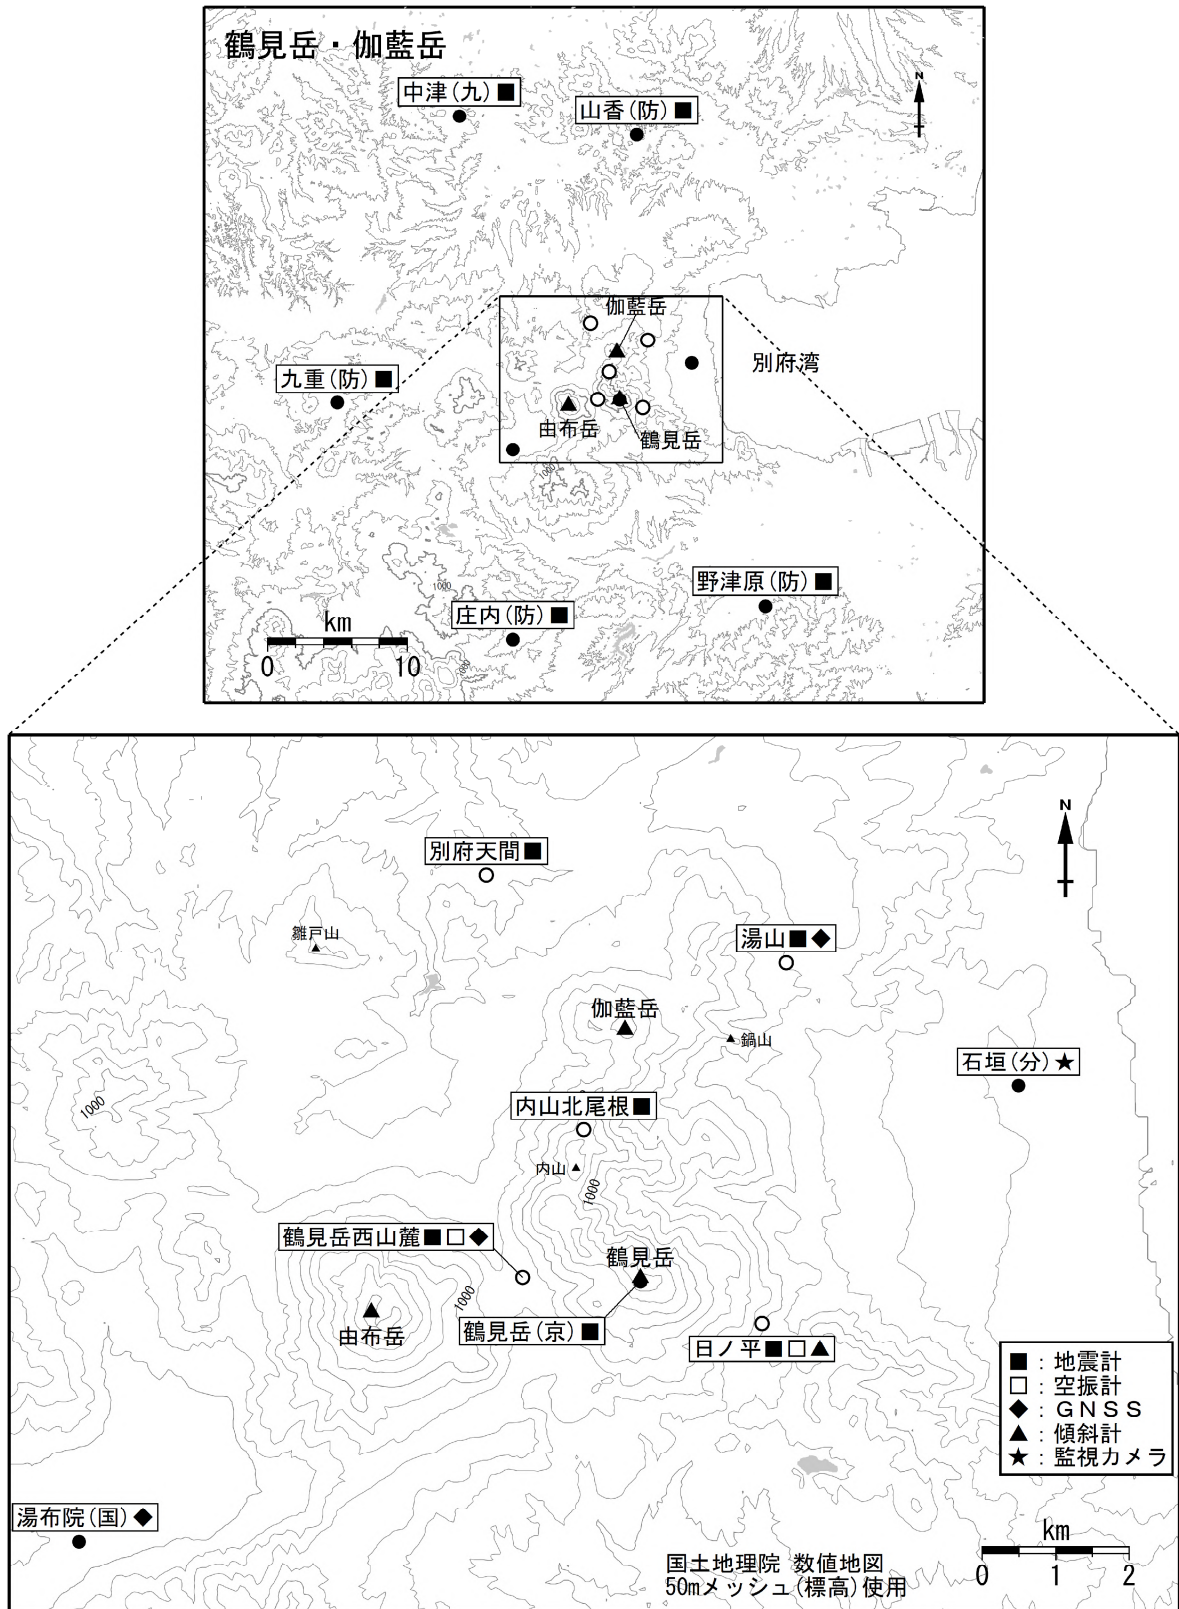 鶴見岳・伽藍岳
中津(九)■
山香(防)■
N
伽藍岳
別府湾
九重(防)■
由布岳
鶴見岳
1000
野津原(防)■
1000
庄内(防)■
km
0 10
1000
N
別府天間■
雛戸山
湯山■◆
伽藍岳
鍋山
石垣(分)★
1000
内山北尾根■
内山
1000
鶴見岳西山麓■□◆
鶴見岳
1000
由布岳
鶴見岳(京)■
日ノ平■□▲
■:地震計
□:空振計
◆:GNSS
▲:傾斜計
★:監視カメラ
湯布院(国)◆
km
0 1 2
国土地理院 数値地図
50mメッシュ(標高)使用